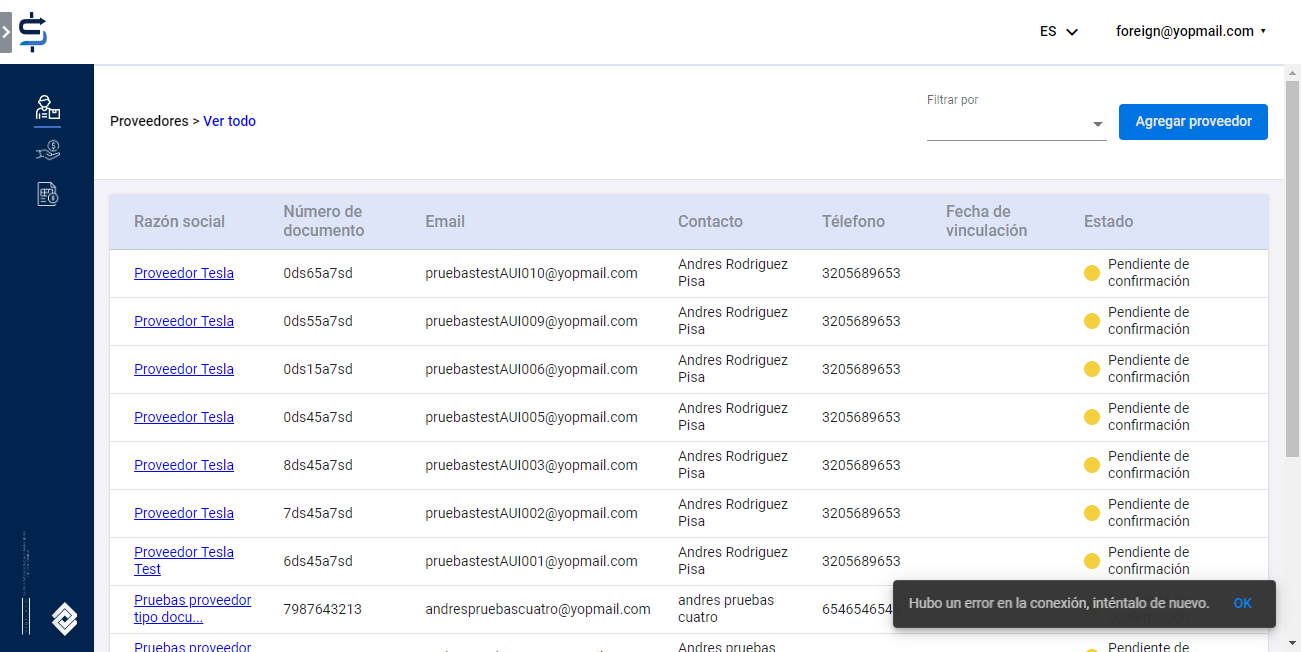 ES
foreign@yopmail.com
Filtrar por
Proveedores > Ver todo
Agregar proveedor
Razón social
Número de documento
Email
Contacto
Télefono
Fecha de vinculación
Estado
Proveedor Tesla 0ds65a7sd pruebastestAUI010@yopmail.com Andres Rodriguez Pisa 3205689653 Pendiente de confirmación
Proveedor Tesla 0ds55a7sd pruebastestAUI009@yopmail.com Andres Rodriguez Pisa 3205689653 Pendiente de confirmación
Proveedor Tesla 0ds15a7sd pruebastestAUI006@yopmail.com Andres Rodriguez Pisa 3205689653 Pendiente de confirmación
Proveedor Tesla 0ds45a7sd pruebastestAUI005@yopmail.com Andres Rodriguez Pisa 3205689653 Pendiente de confirmación
Proveedor Tesla 8ds45a7sd pruebastestAUI003@yopmail.com Andres Rodriguez Pisa 3205689653 Pendiente de confirmación
Proveedor Tesla 7ds45a7sd pruebastestAUI002@yopmail.com Andres Rodriguez Pisa 3205689653 Pendiente de confirmación
Proveedor Tesla Test 6ds45a7sd pruebastestAUI001@yopmail.com Andres Rodriguez Pisa 3205689653 Pendiente de confirmación
Pruebas proveedor tipo docu... 7987643213 andrespruebascuatro@yopmail.com andres pruebas cuatro 654654654
Hubo un error en la conexión, inténtalo de nuevo. OK
Pruebas proveedor Andres pruebas Pendiente de